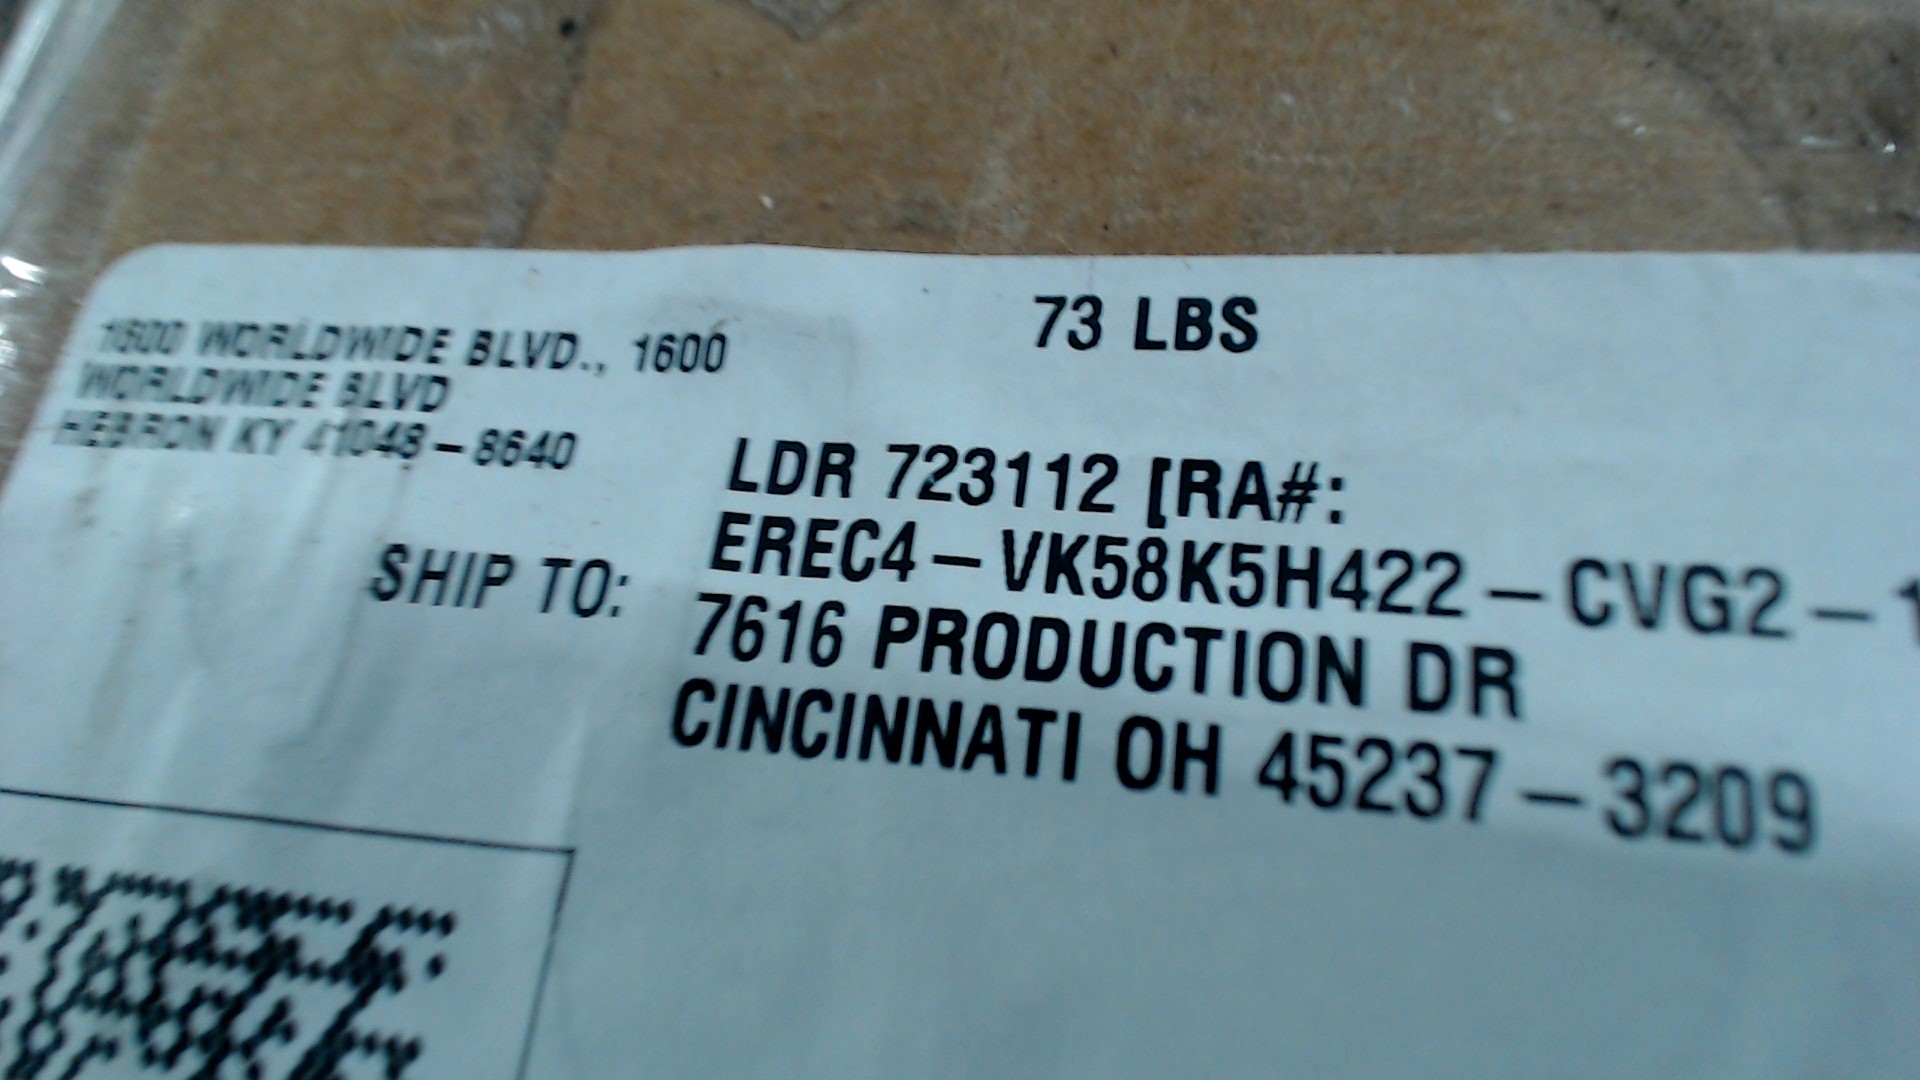 1600 WORLDWIDE BLVD., 1600
WORLDWIDE BLVD
HEBRON KY 41048-8640
73 LBS
SHIP TO:
LDR 723112 [RA#:
EREC4-VK58K5H422-CVG2-1
7616 PRODUCTION DR
CINCINNATI OH 45237-3209